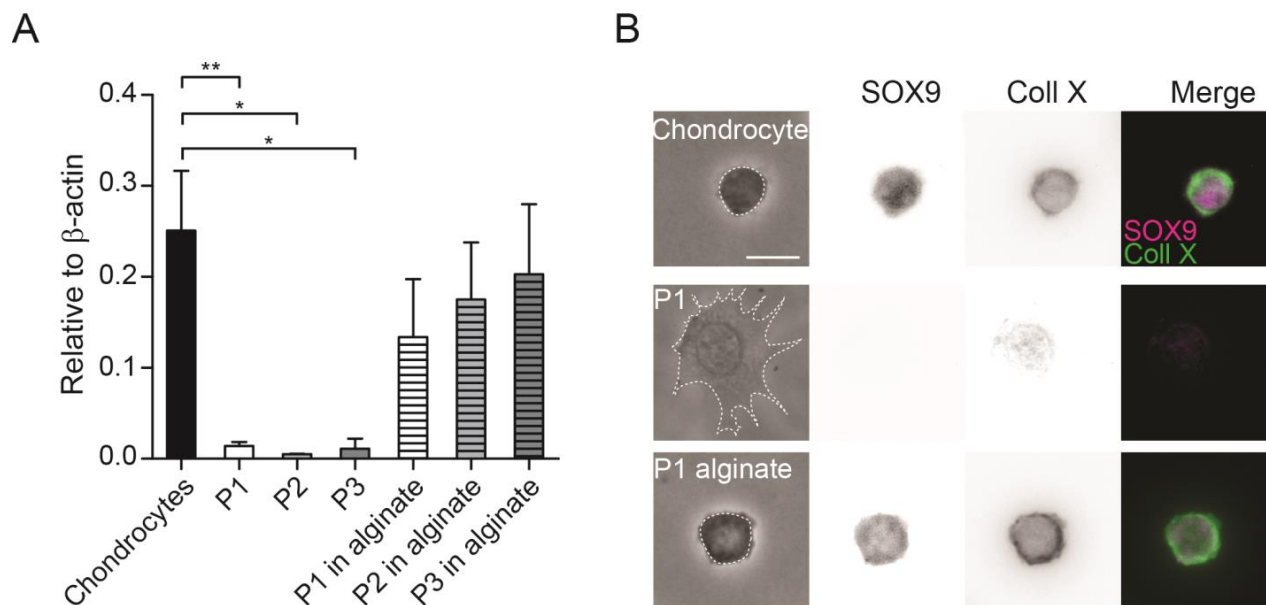 A
**
*
*
0.4
0.3
0.2
0.1
0.0
Relative to β-actin
Chondrocytes
P1
P2
P3
P1 in alginate
P2 in alginate
P3 in alginate
B
SOX9 Coll X Merge
Chondrocyte
SOX9
Coll X
P1
P1 alginate